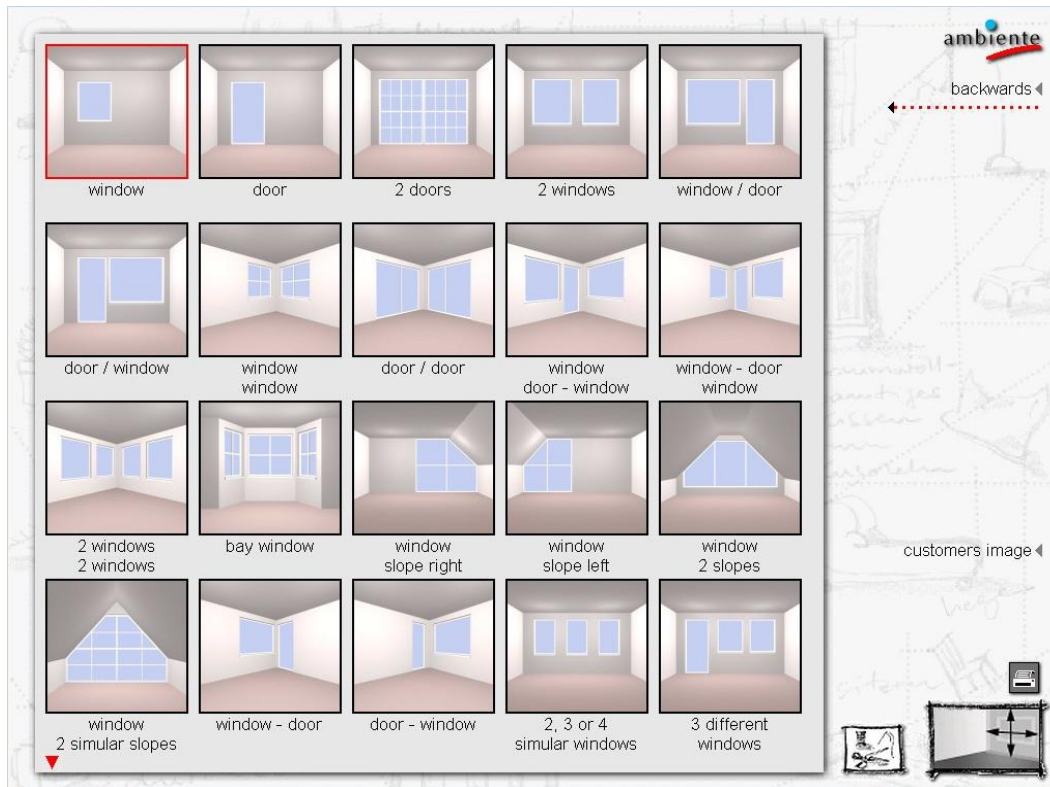 ambiente
backwards
window
door
2 doors
2 windows
window / door
door / window
window
window
door / door
window
door - window
window - door
window
2 windows
2 windows
bay window
window
slope right
window
slope left
window
2 slopes
customers image
window
2 simular slopes
window - door
door - window
2, 3 or 4
simular windows
3 different
windows